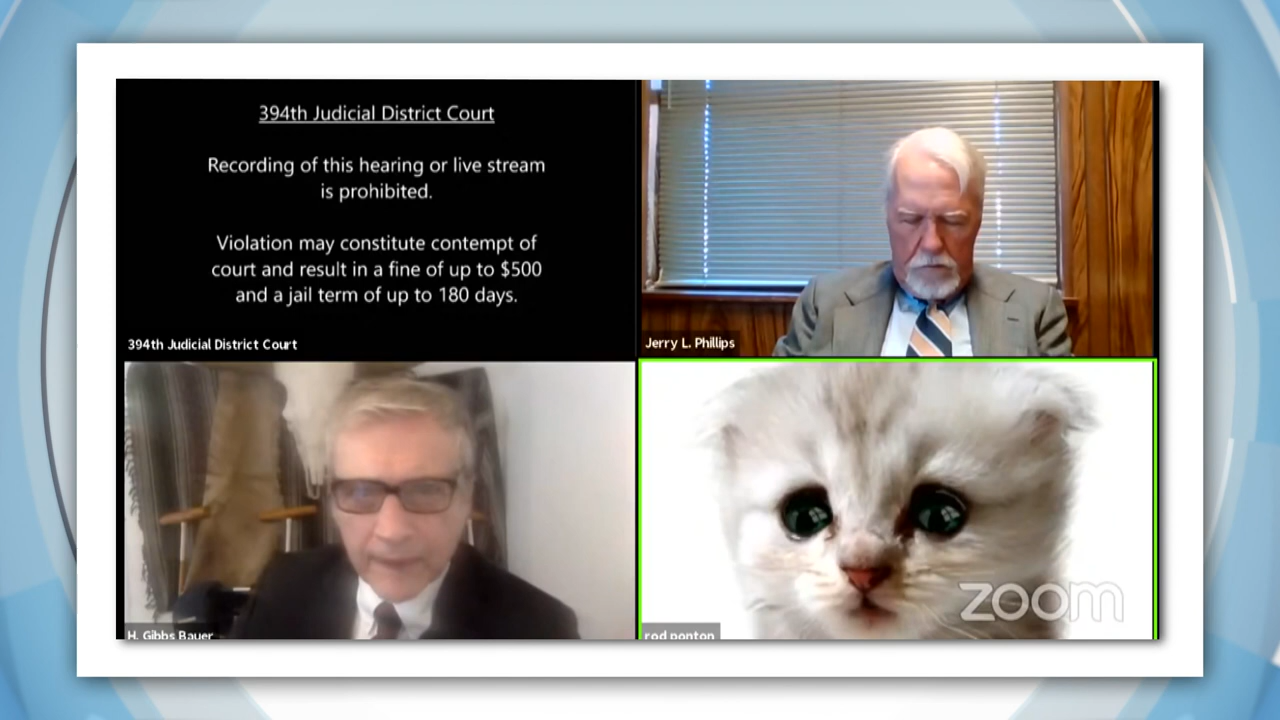 394th Judicial District Court
Recording of this hearing or live stream
is prohibited.
Violation may constitute contempt of
court and result in a fine of up to $500
and a jail term of up to 180 days.
394th Judicial District Court
Jerry L. Phillips
H. Gibbs Bauer
rod ponton
zoom